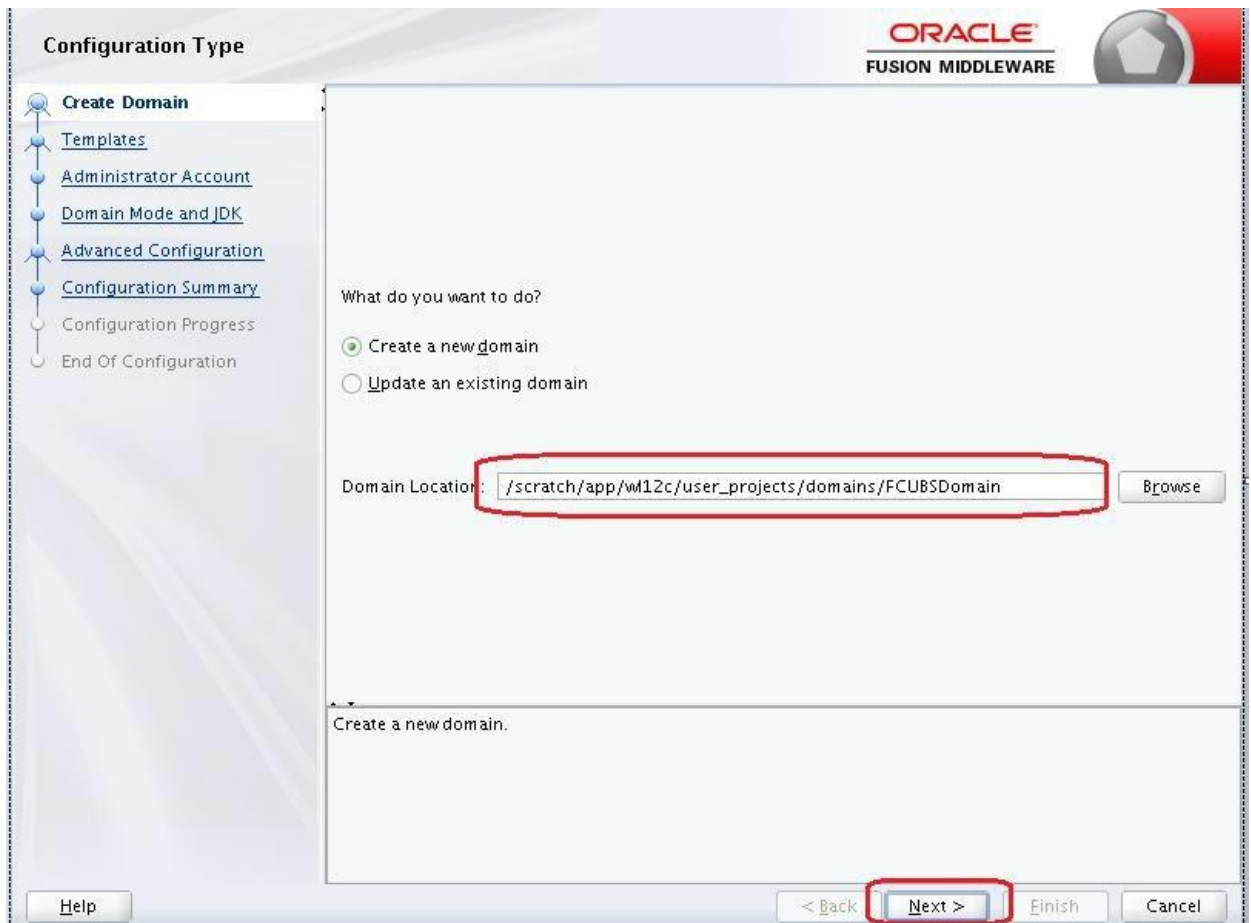 Configuration Type
ORACLE
FUSION MIDDLEWARE
Create Domain
Templates
Administrator Account
Domain Mode and JDK
Advanced Configuration
Configuration Summary
Configuration Progress
End Of Configuration
What do you want to do?
Create a new domain
Update an existing domain
Domain Location: /scratch/app/wl12c/user_projects/domains/FCUBSDomain Browse
Create a new domain.
Help < Back Next > Finish Cancel